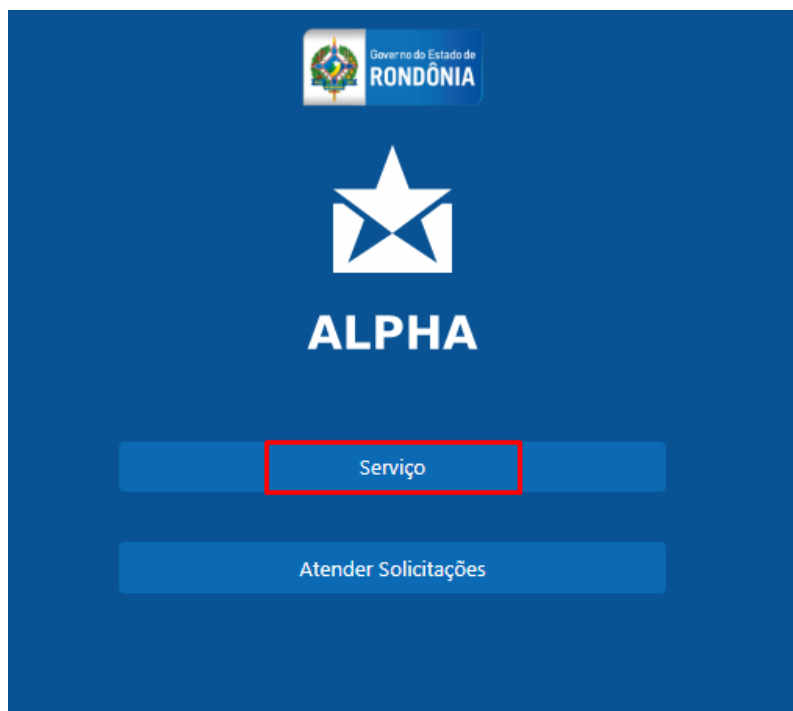 Governo do Estado de
RONDÔNIA
ALPHA
Serviço
Atender Solicitações